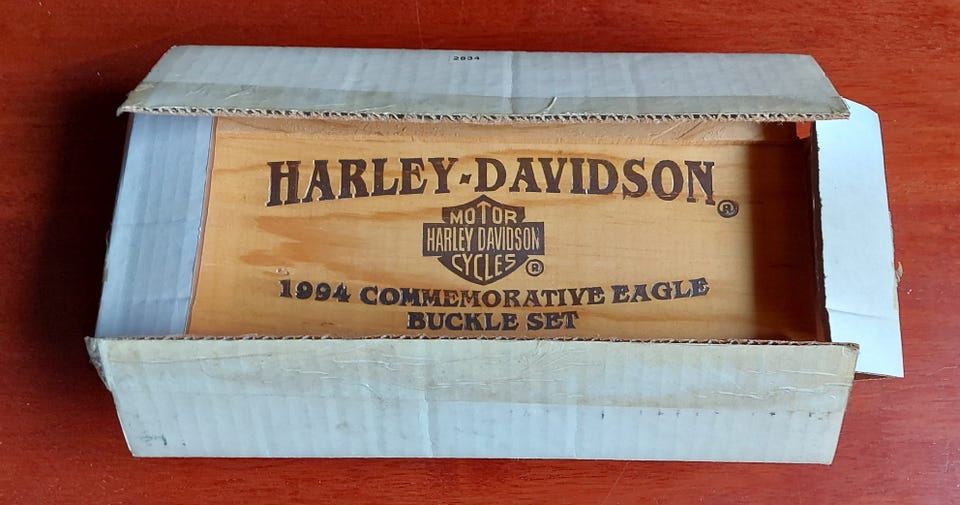 2834
HARLEY-DAVIDSON®
MOTOR
HARLEY DAVIDSON
CYCLES ®
1994 COMMEMORATIVE EAGLE
BUCKLE SET